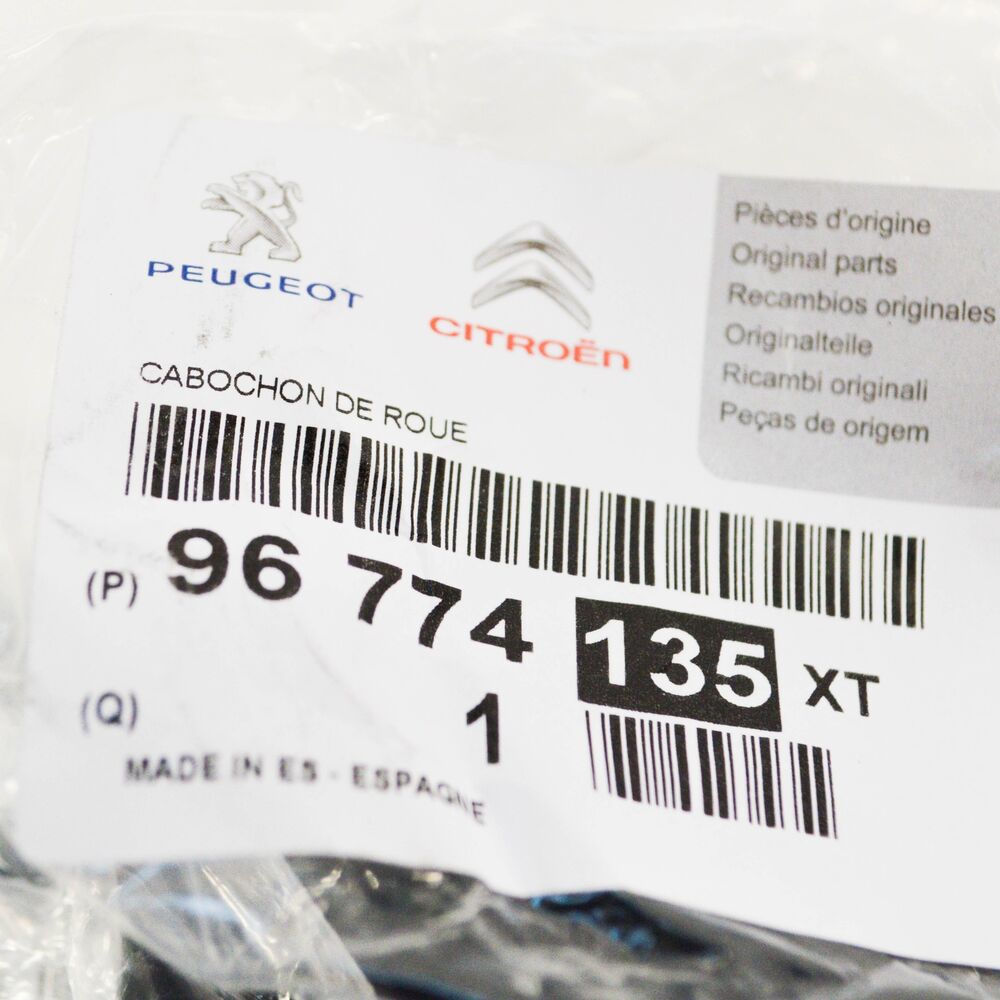 PEUGEOT
CITROËN
Pièces d'origine
Original parts
Recambios originales
Originalteile
Ricambi originali
Peças de origem
CABOCHON DE ROUE
(P) 96 774 135 XT
(Q) 1
MADE IN ES - ESPAGNE